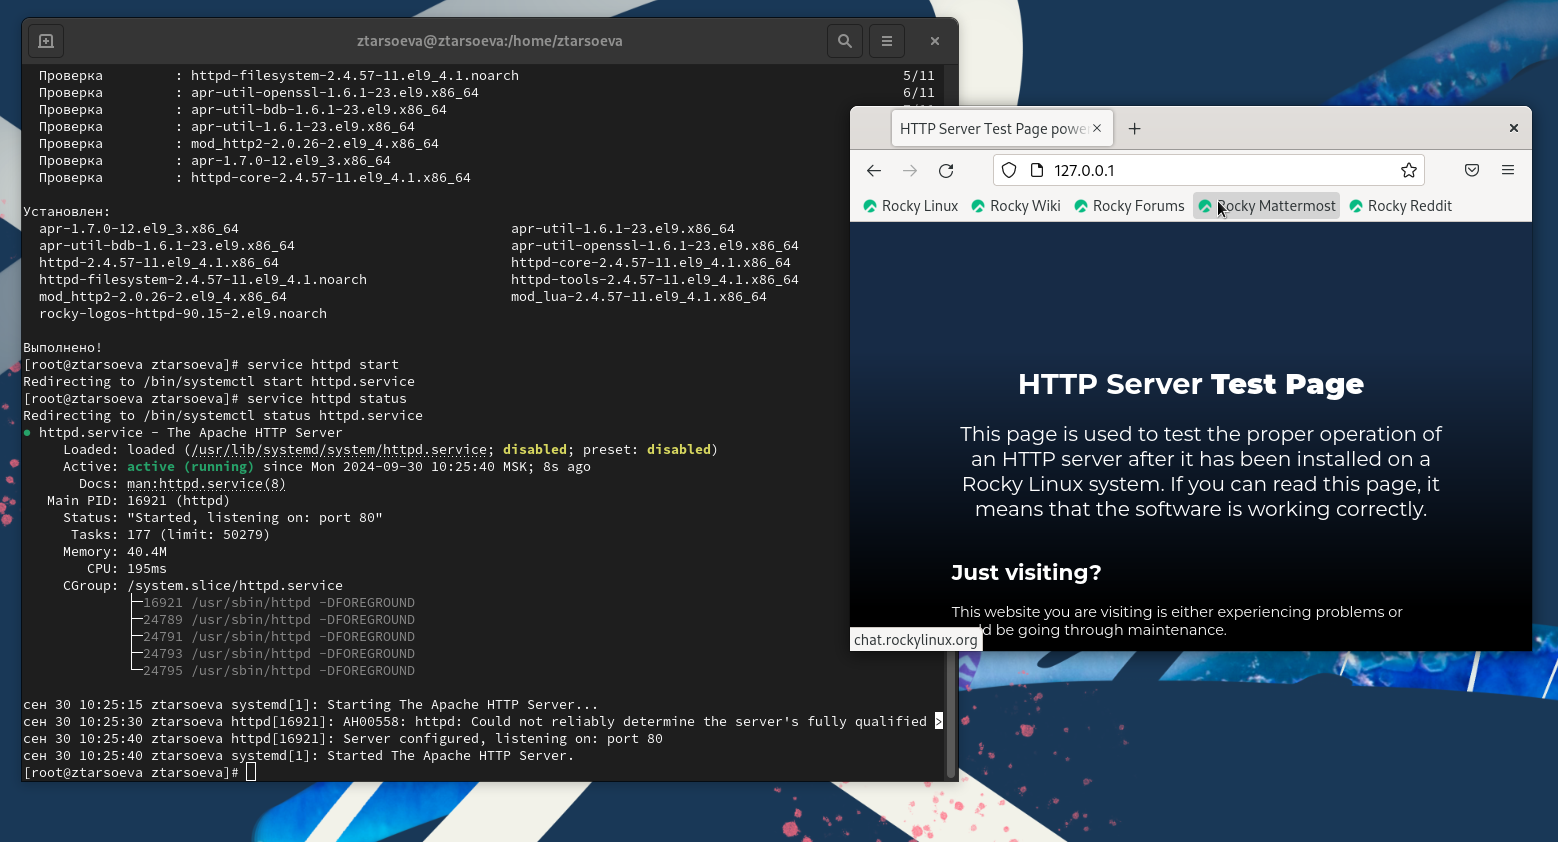 ztarsoeva@ztarsoeva:/home/ztarsoeva
Проверка : httpd-filesystem-2.4.57-11.el9_4.1.noarch 5/11
Проверка : apr-util-openssl-1.6.1-23.el9.x86_64 6/11
Проверка : apr-util-bdb-1.6.1-23.el9.x86_64
Проверка : apr-util-1.6.1-23.el9.x86_64
Проверка : mod_http2-2.0.26-2.el9_4.x86_64
Проверка : apr-1.7.0-12.el9_3.x86_64
Проверка : httpd-core-2.4.57-11.el9_4.1.x86_64
Установлен:
apr-1.7.0-12.el9_3.x86_64 apr-util-1.6.1-23.el9.x86_64
apr-util-bdb-1.6.1-23.el9.x86_64 apr-util-openssl-1.6.1-23.el9.x86_64
httpd-2.4.57-11.el9_4.1.x86_64 httpd-core-2.4.57-11.el9_4.1.x86_64
httpd-filesystem-2.4.57-11.el9_4.1.noarch httpd-tools-2.4.57-11.el9_4.1.x86_64
mod_http2-2.0.26-2.el9_4.x86_64 mod_lua-2.4.57-11.el9_4.1.x86_64
rocky-logos-httpd-90.15-2.el9.noarch
Выполнено!
[root@ztarsoeva ztarsoeva]# service httpd start
Redirecting to /bin/systemctl start httpd.service
[root@ztarsoeva ztarsoeva]# service httpd status
Redirecting to /bin/systemctl status httpd.service
● httpd.service - The Apache HTTP Server
Loaded: loaded (/usr/lib/systemd/system/httpd.service; disabled; preset: disabled)
Active: active (running) since Mon 2024-09-30 10:25:40 MSK; 8s ago
Docs: man:httpd.service(8)
Main PID: 16921 (httpd)
Status: "Started, listening on: port 80"
Tasks: 177 (limit: 50279)
Memory: 40.4M
CPU: 195ms
CGroup: /system.slice/httpd.service
├─16921 /usr/sbin/httpd -DFOREGROUND
├─24789 /usr/sbin/httpd -DFOREGROUND
├─24791 /usr/sbin/httpd -DFOREGROUND
├─24793 /usr/sbin/httpd -DFOREGROUND
└─24795 /usr/sbin/httpd -DFOREGROUND
сен 30 10:25:15 ztarsoeva systemd[1]: Starting The Apache HTTP Server...
сен 30 10:25:30 ztarsoeva httpd[16921]: AH00558: httpd: Could not reliably determine the server's fully qualified >
сен 30 10:25:40 ztarsoeva httpd[16921]: Server configured, listening on: port 80
сен 30 10:25:40 ztarsoeva systemd[1]: Started The Apache HTTP Server.
[root@ztarsoeva ztarsoeva]#
HTTP Server Test Page powe
127.0.0.1
Rocky Linux Rocky Wiki Rocky Forums Rocky Mattermost Rocky Reddit
HTTP Server Test Page
This page is used to test the proper operation of
an HTTP server after it has been installed on a
Rocky Linux system. If you can read this page, it
means that the software is working correctly.
Just visiting?
This website you are visiting is either experiencing problems or
be going through maintenance.
chat.rockylinux.org